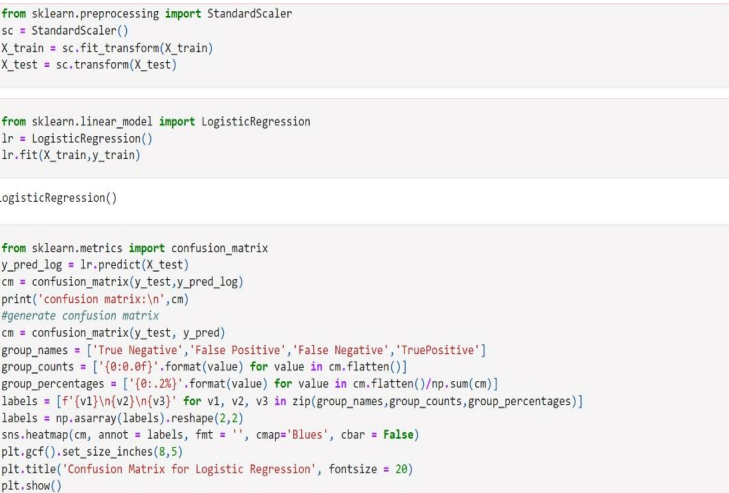 from sklearn.preprocessing import StandardScaler
sc = StandardScaler()
X_train = sc.fit_transform(X_train)
X_test = sc.transform(X_test)
from sklearn.linear_model import LogisticRegression
lr = LogisticRegression()
lr.fit(X_train,y_train)
ogisticRegression()
from sklearn.metrics import confusion_matrix
y_pred_log = lr.predict(X_test)
cm = confusion_matrix(y_test,y_pred_log)
print('confusion matrix:\n',cm)
#generate confusion matrix
cm = confusion_matrix(y_test, y_pred)
group_names = ['True Negative','False Positive','False Negative','TruePositive']
group_counts = ['{0:0.0f}'.format(value) for value in cm.flatten()]
group_percentages = ['{0:.2%}'.format(value) for value in cm.flatten()/np.sum(cm)]
labels = [f'{v1}\n{v2}\n{v3}' for v1, v2, v3 in zip(group_names,group_counts,group_percentages)]
labels = np.asarray(labels).reshape(2,2)
sns.heatmap(cm, annot = labels, fmt = '', cmap='Blues', cbar = False)
plt.gcf().set_size_inches(8,5)
plt.title('Confusion Matrix for Logistic Regression', fontsize = 20)
plt.show()